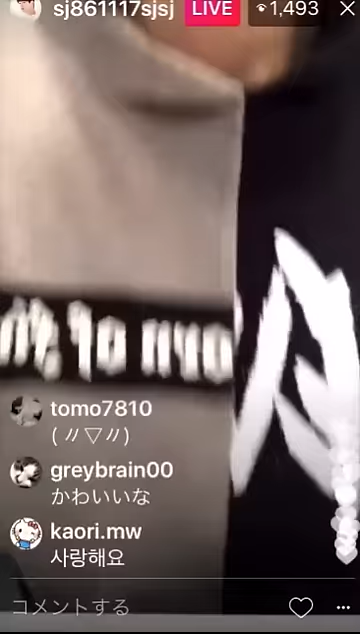 sj861117sjsj
LIVE
1,493
tomo7810
(〃▽〃)
greybrain00
かわいいな
kaori.mw
사랑해요
コメントする